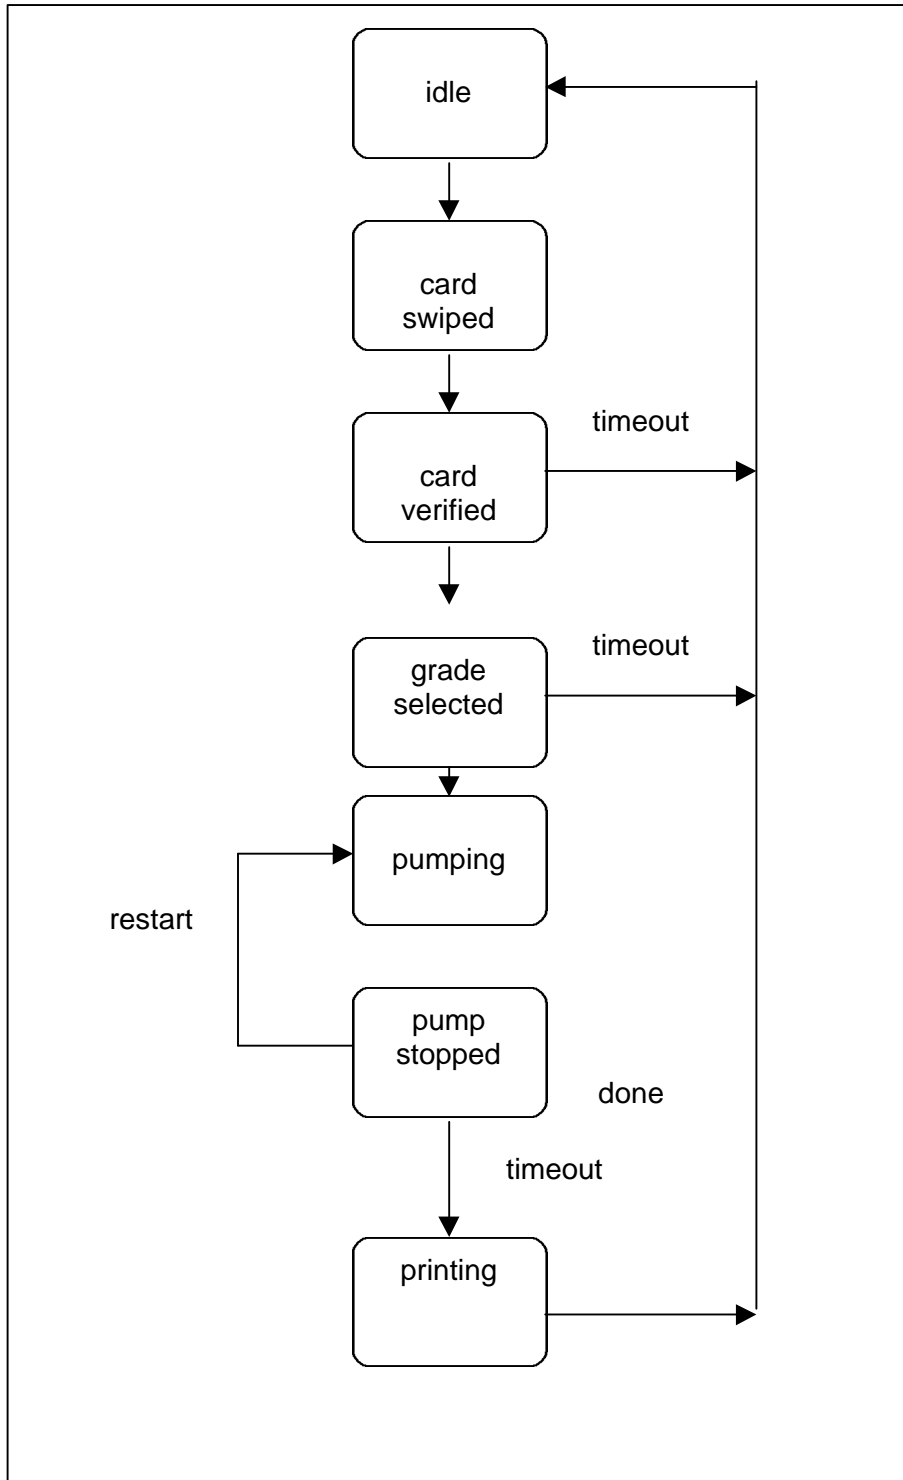 idle
card
swiped
timeout
card
verified
timeout
grade
selected
pumping
restart
pump
stopped
done
timeout
printing